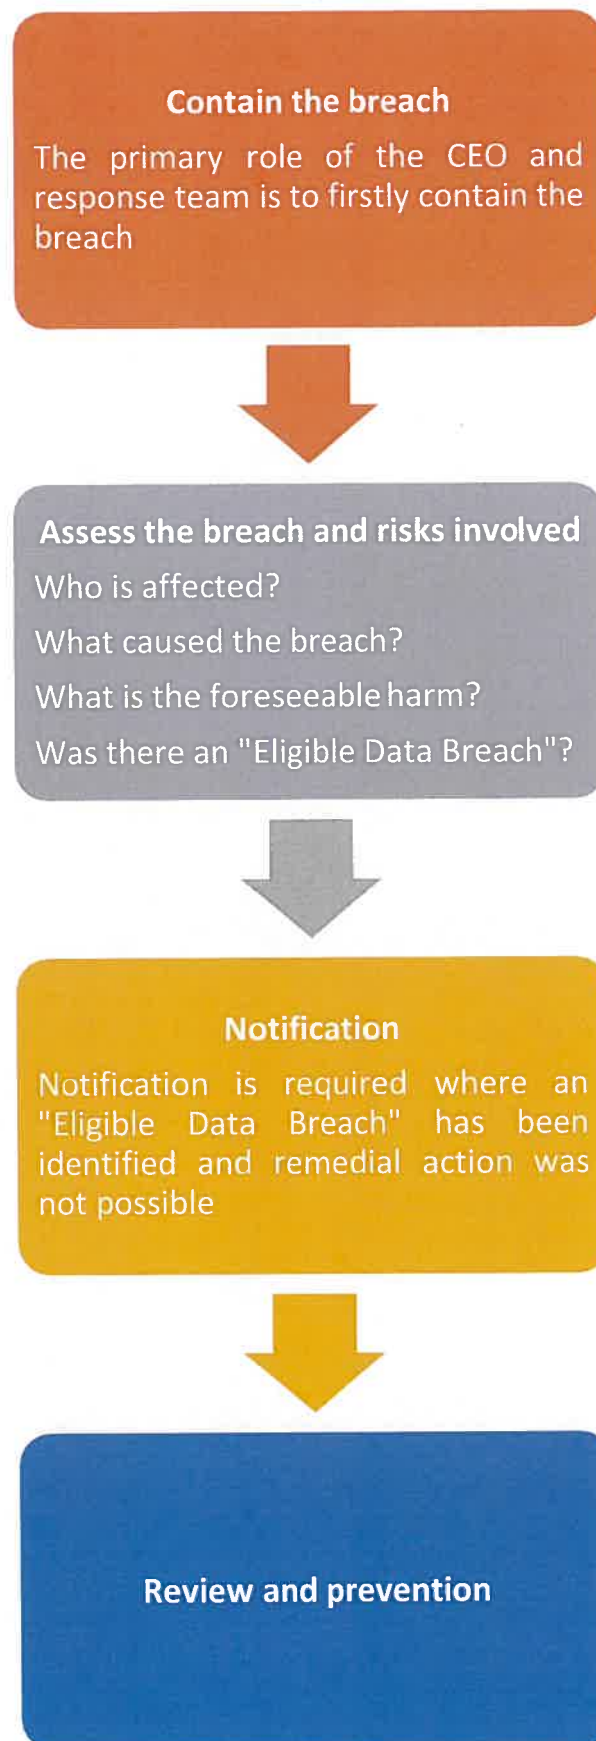 Contain the breach
The primary role of the CEO and
response team is to firstly contain the
breach
Assess the breach and risks involved
Who is affected?
What caused the breach?
What is the foreseeable harm?
Was there an "Eligible Data Breach"?
Notification
Notification is required where an
"Eligible Data Breach" has been
identified and remedial action was
not possible
Review and prevention